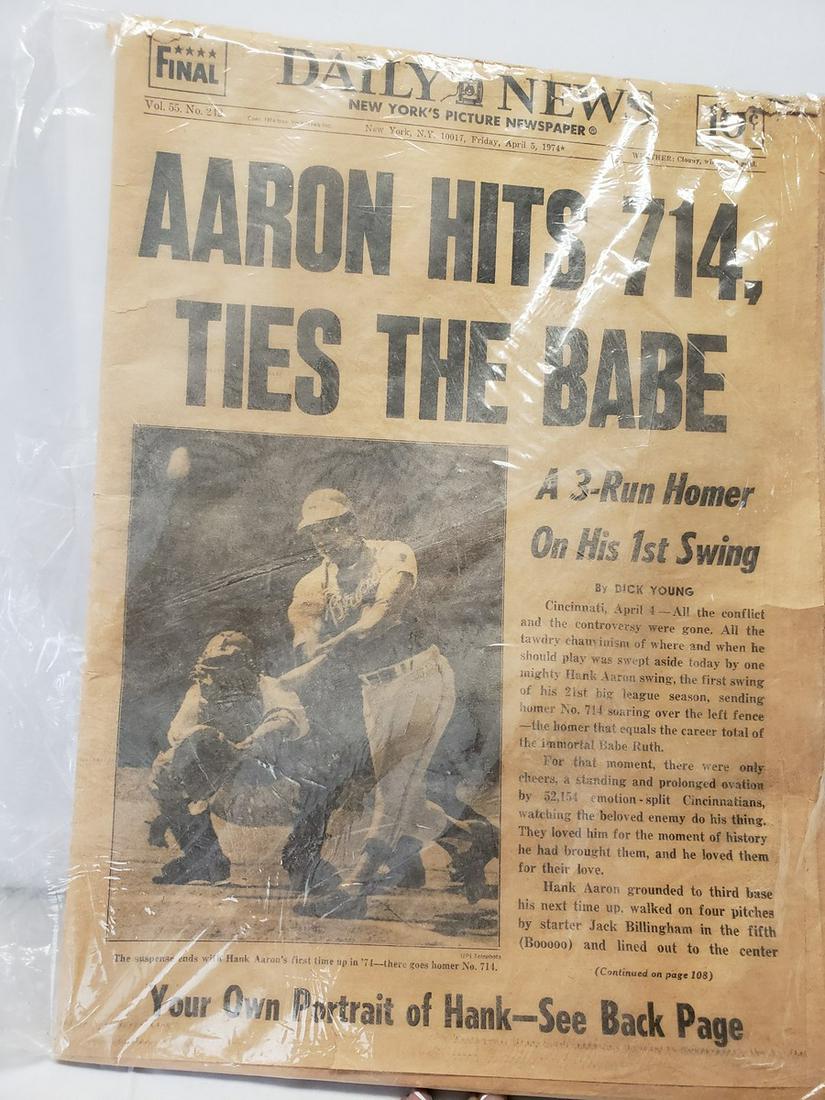 ★★★★
FINAL
DAILY NEWS
NEW YORK'S PICTURE NEWSPAPER®
10¢
Vol. 55. No.
New York, N.Y. 10017, Friday, April 5, 1974★
WEATHER: Cloudy,
AARON HITS 714,
TIES THE BABE
A 3-Run Homer
On His 1st Swing
By DICK YOUNG
Cincinnati, April 4—All the conflict
and the controversy were gone. All the
tawdry chauvinism of where and when he
should play was swept aside today by one
mighty Hank Aaron swing, the first swing
of his 21st big league season, sending
homer No. 714 soaring over the left fence
—the homer that equals the career total of
the immortal Babe Ruth.
For that moment, there were only
cheers, a standing and prolonged ovation
by 52,154 emotion-split Cincinnatians,
watching the beloved enemy do his thing.
They loved him for the moment of history
he had brought them, and he loved them
for their love.
Hank Aaron grounded to third base
his next time up, walked on four pitches
by starter Jack Billingham in the fifth
(Booooo) and lined out to the center
(Continued on page 108)
Braves
UPI Telephoto
The suspense ends with Hank Aaron's first time up in '74—there goes homer No. 714.
Your Own Portrait of Hank—See Back Page